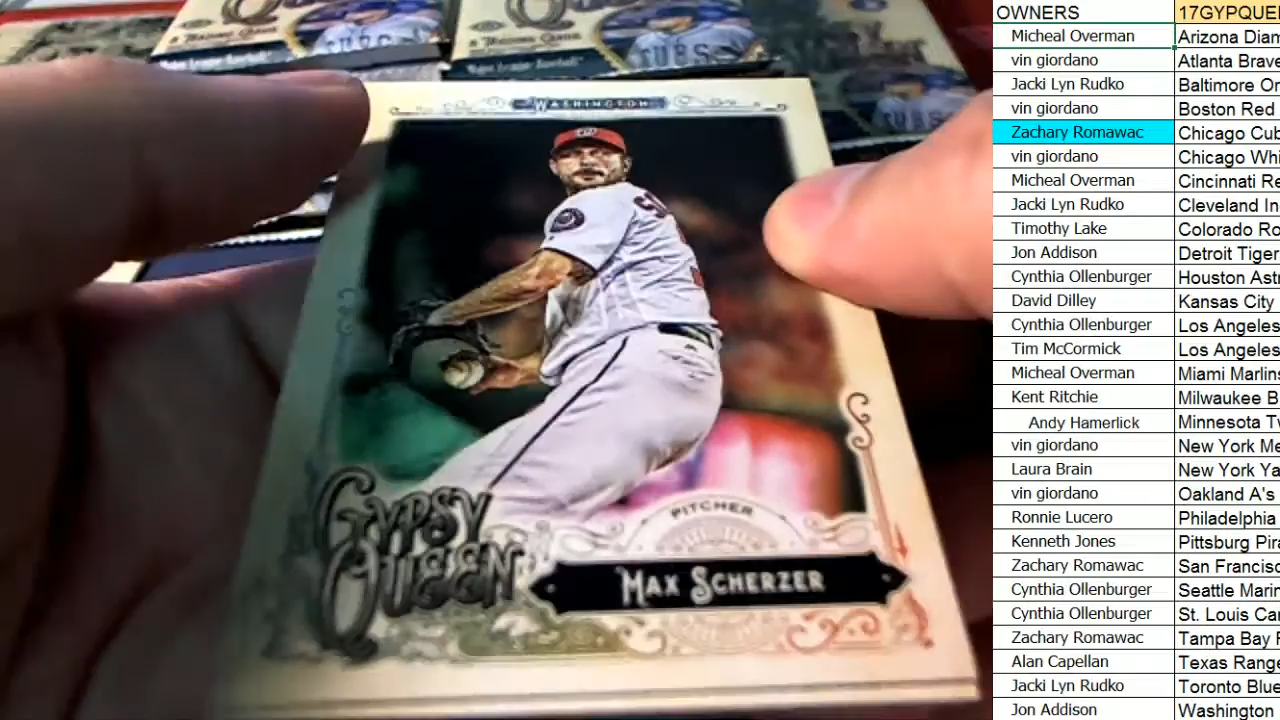 WASHINGTON
PITCHER
GYPSY
QUEEN
MAX SCHERZER
OWNERS 17GYPQUEE
Micheal Overman Arizona Diam
vin giordano Atlanta Brave
Jacki Lyn Rudko Baltimore Or
vin giordano Boston Red
Zachary Romawac Chicago Cub
vin giordano Chicago Whi
Micheal Overman Cincinnati Re
Jacki Lyn Rudko Cleveland In
Timothy Lake Colorado Ro
Jon Addison Detroit Tiger
Cynthia Ollenburger Houston Astr
David Dilley Kansas City
Cynthia Ollenburger Los Angeles
Tim McCormick Los Angeles
Micheal Overman Miami Marlins
Kent Ritchie Milwaukee B
Andy Hamerlick Minnesota Tw
vin giordano New York Me
Laura Brain New York Ya
vin giordano Oakland A's
Ronnie Lucero Philadelphia
Kenneth Jones Pittsburg Pira
Zachary Romawac San Francisc
Cynthia Ollenburger Seattle Marin
Cynthia Ollenburger St. Louis Car
Zachary Romawac Tampa Bay R
Alan Capellan Texas Range
Jacki Lyn Rudko Toronto Blue
Jon Addison Washington